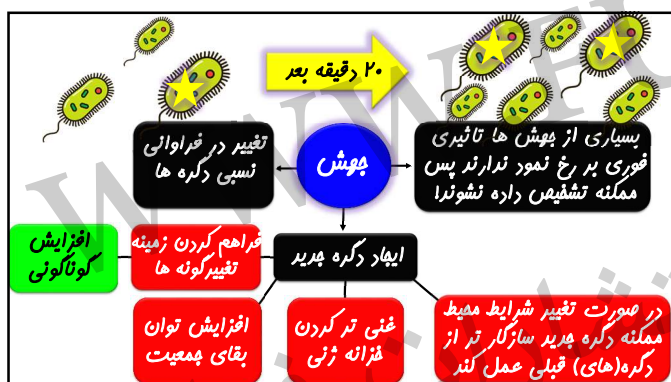 ۲۰ دقیقه بعد
جهش
تغییر در فراوانی
نسبی دگره ها
بسیاری از جهش ها تاثیری
فوری بر رخ نمود ندارند پس
ممکنه تشخیص داده نشوند!
ایجاد دگره جدید
فراهم کردن زمینه
تغییرگونه ها
افزایش
گوناگونی
افزایش توان
بقای جمعیت
غنی تر کردن
خزانه ژنی
در صورت تغییر شرایط محیط
ممکنه دگره جدید سازگار تر از
دگره(های) قبلی عمل کند